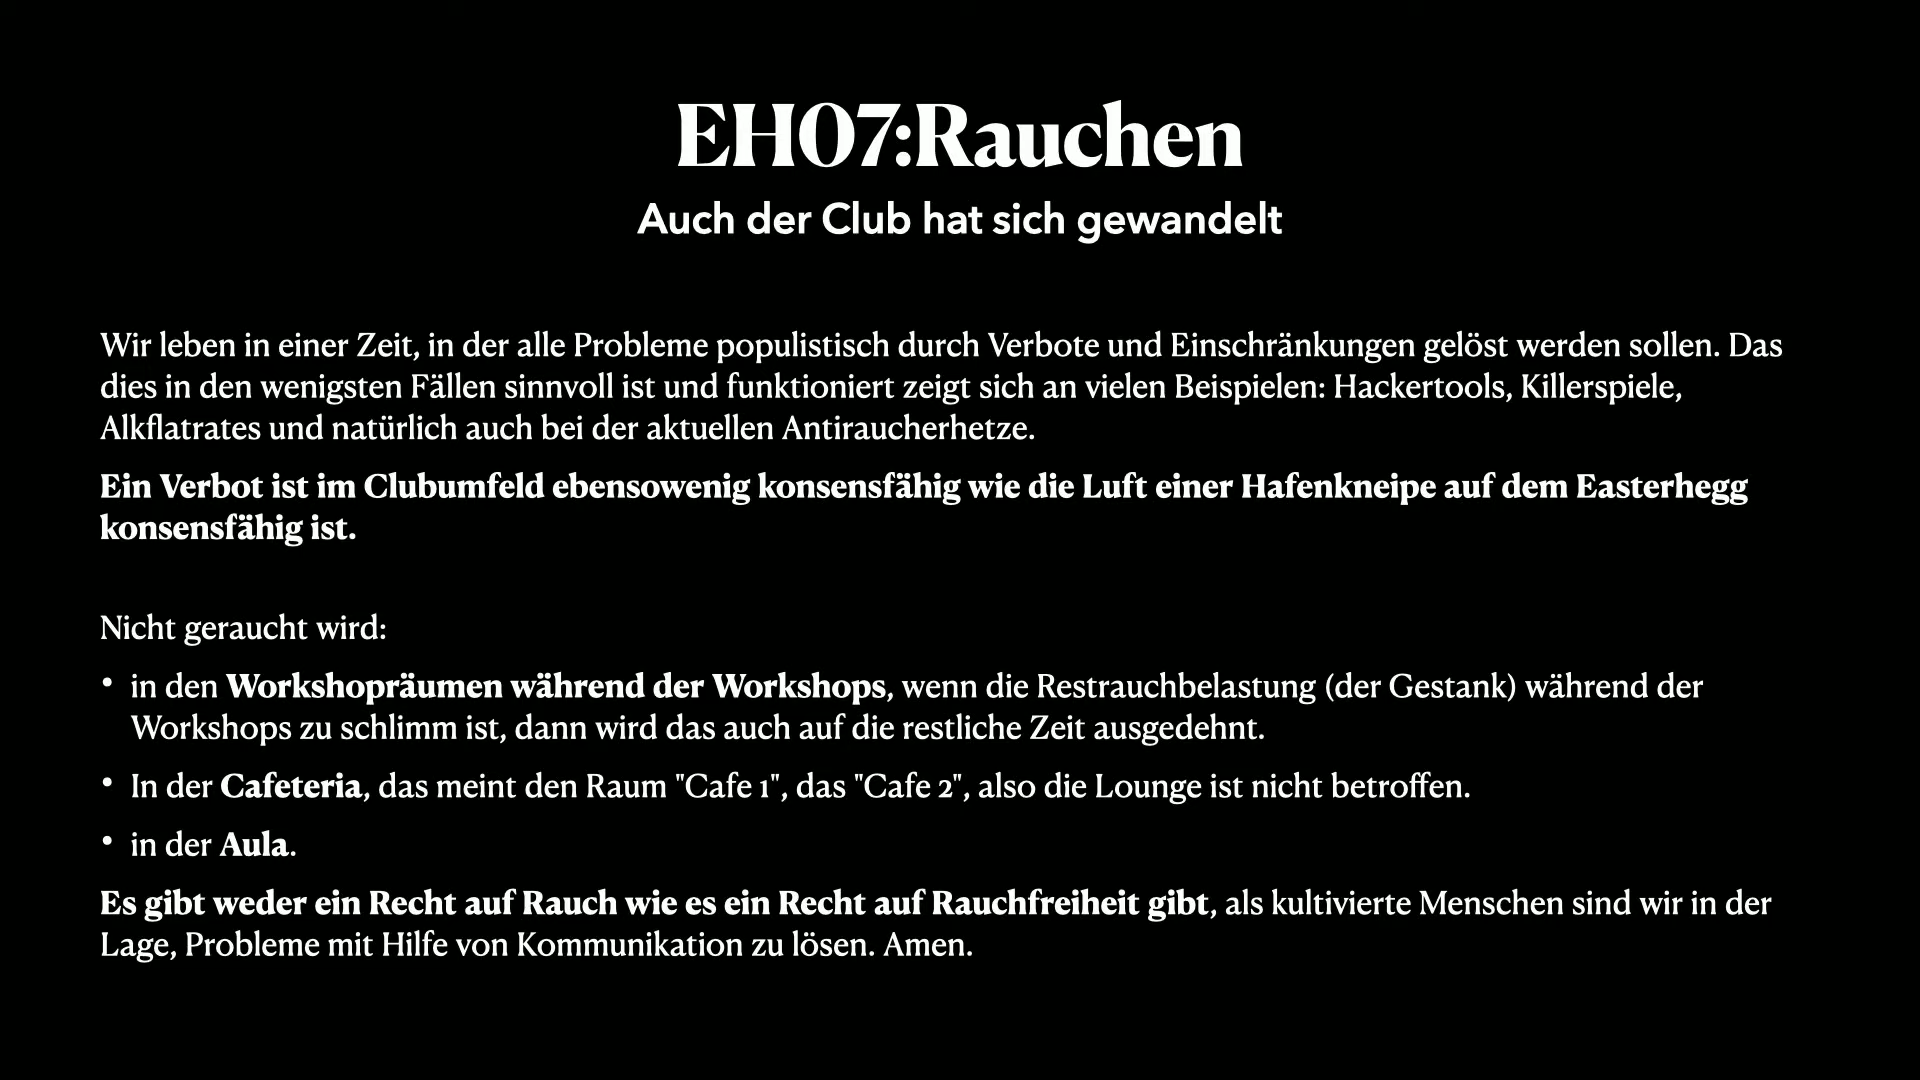 EH07:Rauchen
Auch der Club hat sich gewandelt
Wir leben in einer Zeit, in der alle Probleme populistisch durch Verbote und Einschränkungen gelöst werden sollen. Das
dies in den wenigsten Fällen sinnvoll ist und funktioniert zeigt sich an vielen Beispielen: Hackertools, Killerspiele,
Alkflatrates und natürlich auch bei der aktuellen Antiraucherhetze.
Ein Verbot ist im Clubumfeld ebensowenig konsensfähig wie die Luft einer Hafenkneipe auf dem Easterhegg
konsensfähig ist.
Nicht geraucht wird:
• in den Workshopräumen während der Workshops, wenn die Restrauchbelastung (der Gestank) während der
Workshops zu schlimm ist, dann wird das auch auf die restliche Zeit ausgedehnt.
• In der Cafeteria, das meint den Raum "Cafe 1", das "Cafe 2", also die Lounge ist nicht betroffen.
• in der Aula.
Es gibt weder ein Recht auf Rauch wie es ein Recht auf Rauchfreiheit gibt, als kultivierte Menschen sind wir in der
Lage, Probleme mit Hilfe von Kommunikation zu lösen. Amen.